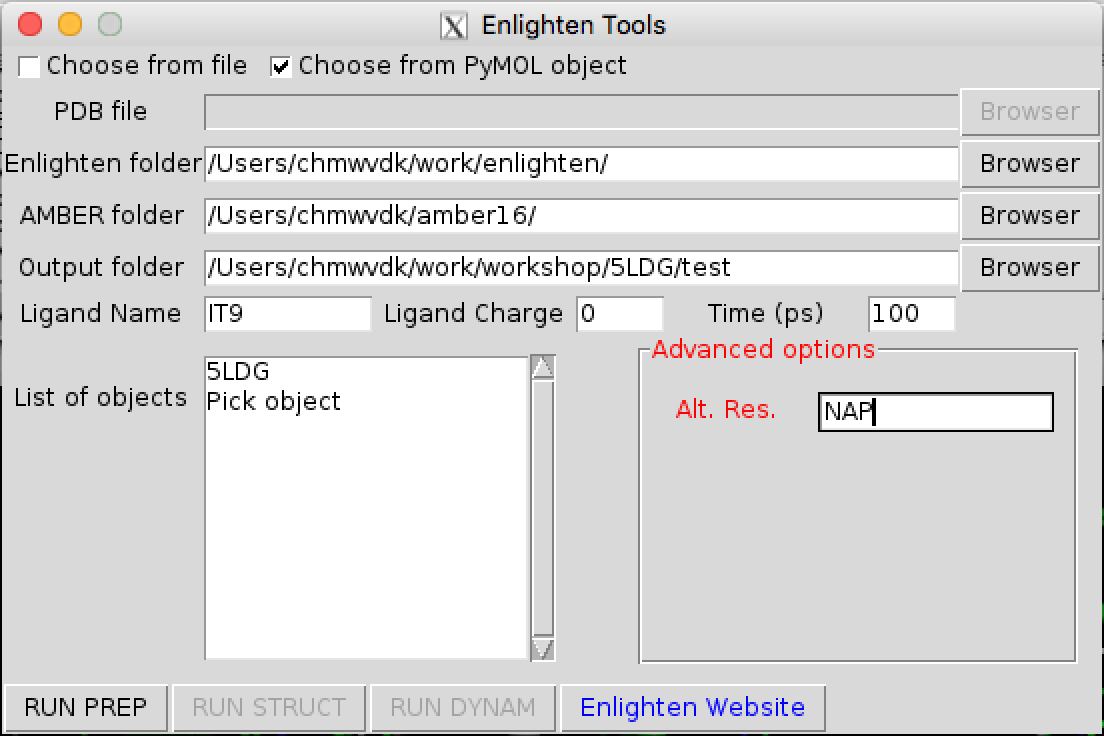 Enlighten Tools
Choose from file Choose from PyMOL object
PDB file Browser
Enlighten folder /Users/chmwvdk/work/enlighten/ Browser
AMBER folder /Users/chmwvdk/amber16/ Browser
Output folder /Users/chmwvdk/work/workshop/5LDG/test Browser
Ligand Name IT9 Ligand Charge 0 Time (ps) 100
Advanced options
List of objects 5LDG
Pick object
Alt. Res. NAP
RUN PREP RUN STRUCT RUN DYNAM Enlighten Website